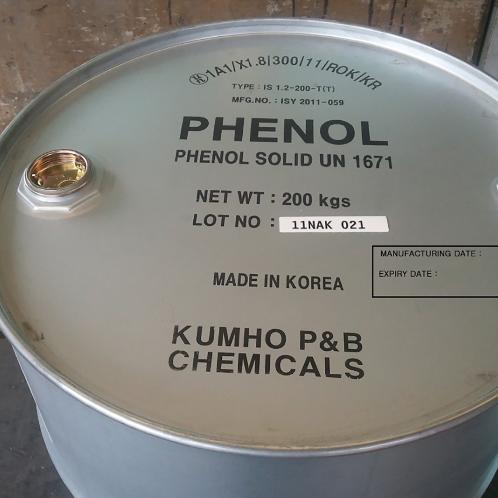 1A1/X1.8/300/11/ROK/KR
TYPE : IS 1.2-200-T(T)
MFG.NO. : ISY 2011-059
PHENOL
PHENOL SOLID UN 1671
NET WT : 200 kgs
LOT NO : 11NAK 021
MANUFACTURING DATE :
EXPIRY DATE :
MADE IN KOREA
KUMHO P&B
CHEMICALS